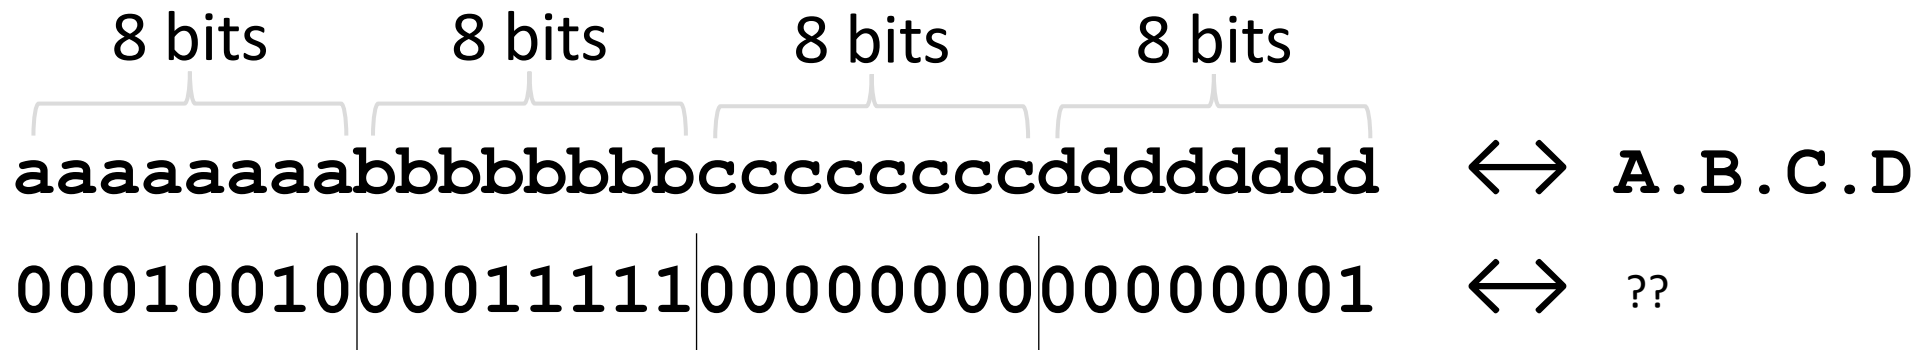 8 bits 8 bits 8 bits 8 bits
aaaaaaaabbbbbbbbccccccccdddddddd ↔ A.B.C.D
00010010000111110000000000000001 ↔ ??